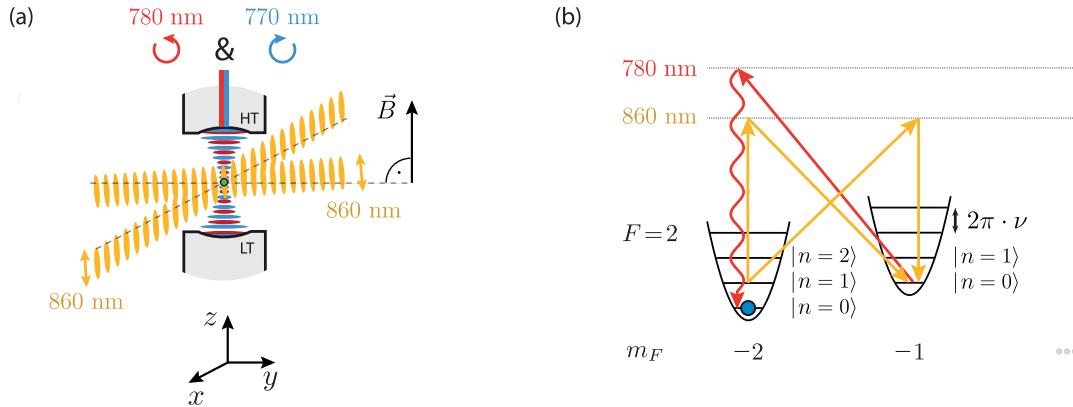 (a)
780 nm
770 nm
&
HT
B⃗
860 nm
LT
860 nm
z
y
x
(b)
780 nm
860 nm
F = 2
2π · ν
|n = 2⟩
|n = 1⟩
|n = 0⟩
|n = 1⟩
|n = 0⟩
m_F
−2
−1